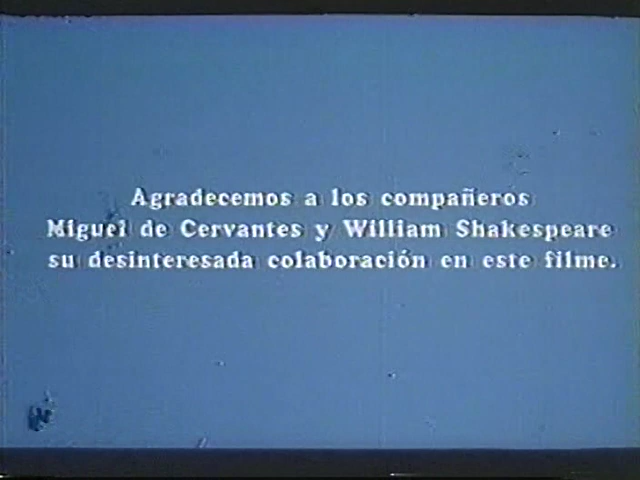 Agradecemos a los compañeros
Miguel de Cervantes y William Shakespeare
su desinteresada colaboración en este filme.